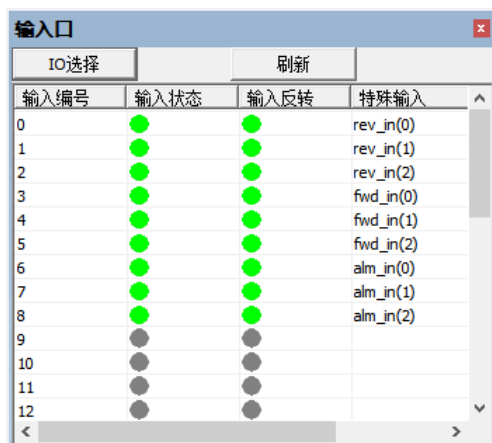 输入口
IO选择 刷新
输入编号 输入状态 输入反转 特殊输入
0 rev_in(0)
1 rev_in(1)
2 rev_in(2)
3 fwd_in(0)
4 fwd_in(1)
5 fwd_in(2)
6 alm_in(0)
7 alm_in(1)
8 alm_in(2)
9
10
11
12